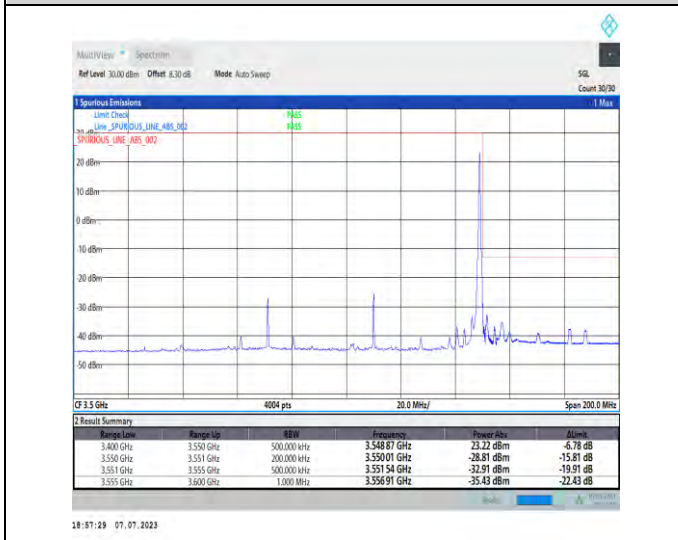 MultiView Spectrum
Ref Level 30.00 dBm Offset 8.30 dB Mode Auto Sweep SGL
Count 30/30
1 Spurious Emissions 1 Max
Limit Check PASS
Line _SPURIOUS_LINE_ABS_002 PASS
30 dBm
SPURIOUS_LINE_ABS_002
20 dBm
10 dBm
0 dBm
-10 dBm
-20 dBm
-30 dBm
-40 dBm
-50 dBm
CF 3.5 GHz 4004 pts 20.0 MHz/ Span 200.0 MHz
2 Result Summary
Range Low Range Up RBW Frequency Power Abs ΔLimit
3.400 GHz 3.550 GHz 500.000 kHz 3.548 87 GHz 23.22 dBm -6.78 dB
3.550 GHz 3.551 GHz 200.000 kHz 3.550 01 GHz -28.81 dBm -15.81 dB
3.551 GHz 3.555 GHz 500.000 kHz 3.551 54 GHz -32.91 dBm -19.91 dB
3.555 GHz 3.600 GHz 1.000 MHz 3.556 91 GHz -35.43 dBm -22.43 dB
18:57:29 07.07.2023